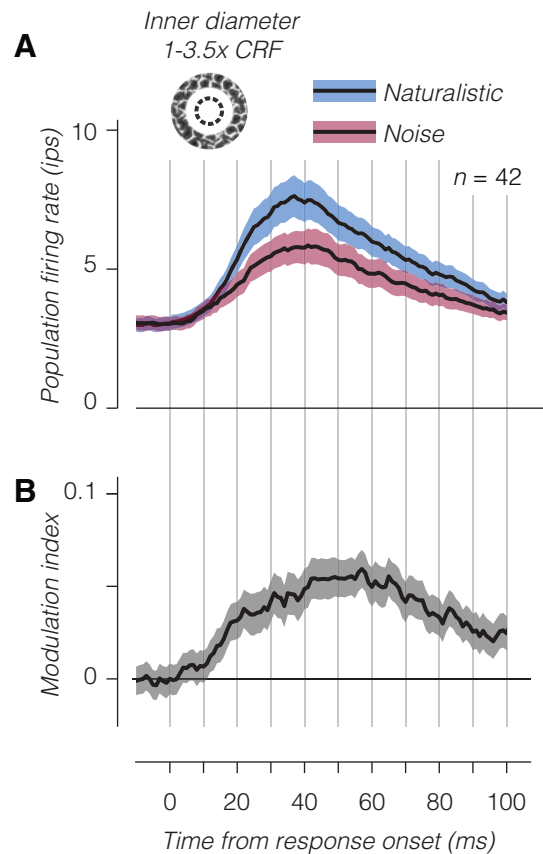 Inner diameter
1-3.5x CRF
A
Naturalistic
Noise
n = 42
Population firing rate (ips)
10
5
0
B
Modulation index
0.1
0
0 20 40 60 80 100
Time from response onset (ms)